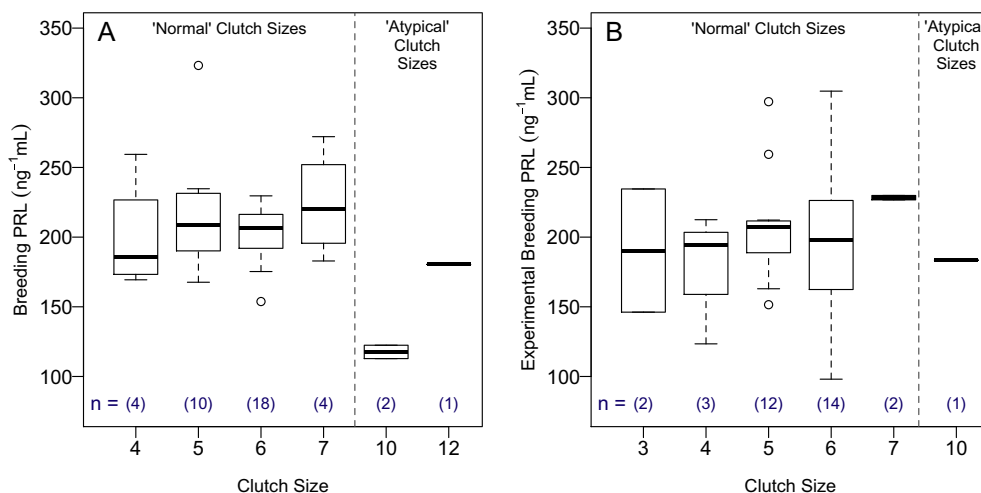 A
'Normal' Clutch Sizes
'Atypical'
Clutch
Sizes
Breeding PRL (ng⁻¹mL)
350
300
250
200
150
100
n = (4) (10) (18) (4) (2) (1)
4 5 6 7 10 12
Clutch Size
B
'Normal' Clutch Sizes
'Atypica
Clutch
Sizes
Experimental Breeding PRL (ng⁻¹mL)
350
300
250
200
150
100
n = (2) (3) (12) (14) (2) (1)
3 4 5 6 7 10
Clutch Size